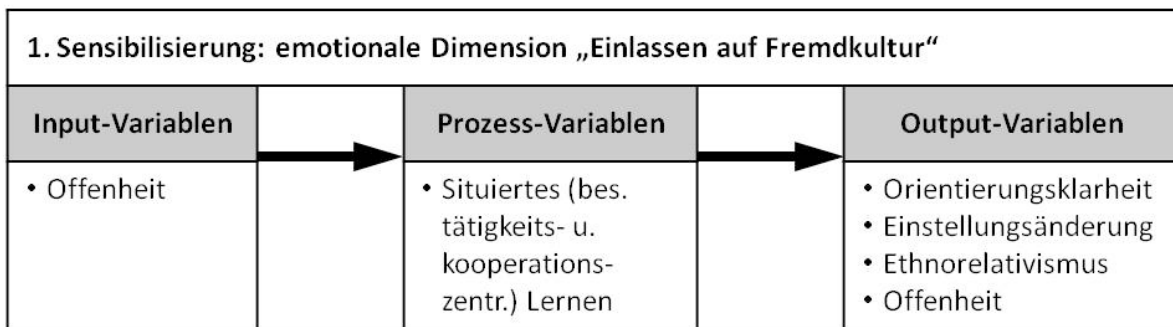 1. Sensibilisierung: emotionale Dimension „Einlassen auf Fremdkultur“
Input-Variablen
• Offenheit
Prozess-Variablen
• Situiertes (bes.
tätigkeits- u.
kooperations-
zentr.) Lernen
Output-Variablen
• Orientierungsklarheit
• Einstellungsänderung
• Ethnorelativismus
• Offenheit